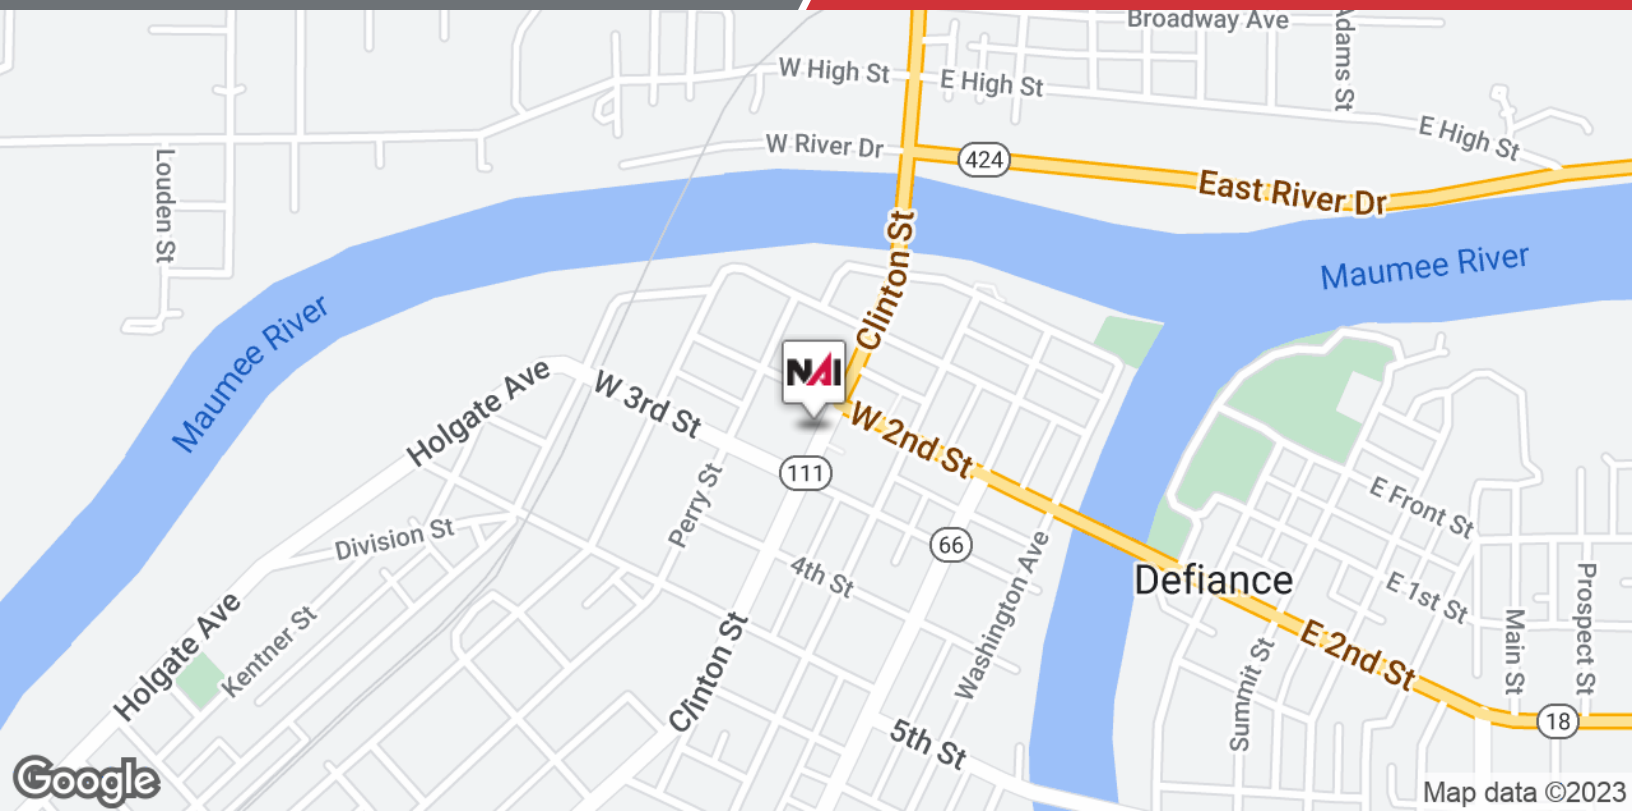 Broadway Ave
Adams St
W High St
E High St
E High St
W River Dr
424
East River Dr
Louden St
Clinton St
Maumee River
Maumee River
NAI
Holgate Ave
W 3rd St
W 2nd St
111
Perry St
E Front St
Division St
66
4th St
Washington Ave
Defiance
E 1st St
Prospect St
Main St
Holgate Ave
Kentner St
Clinton St
E 2nd St
Summit St
5th St
18
Google
Map data ©2023